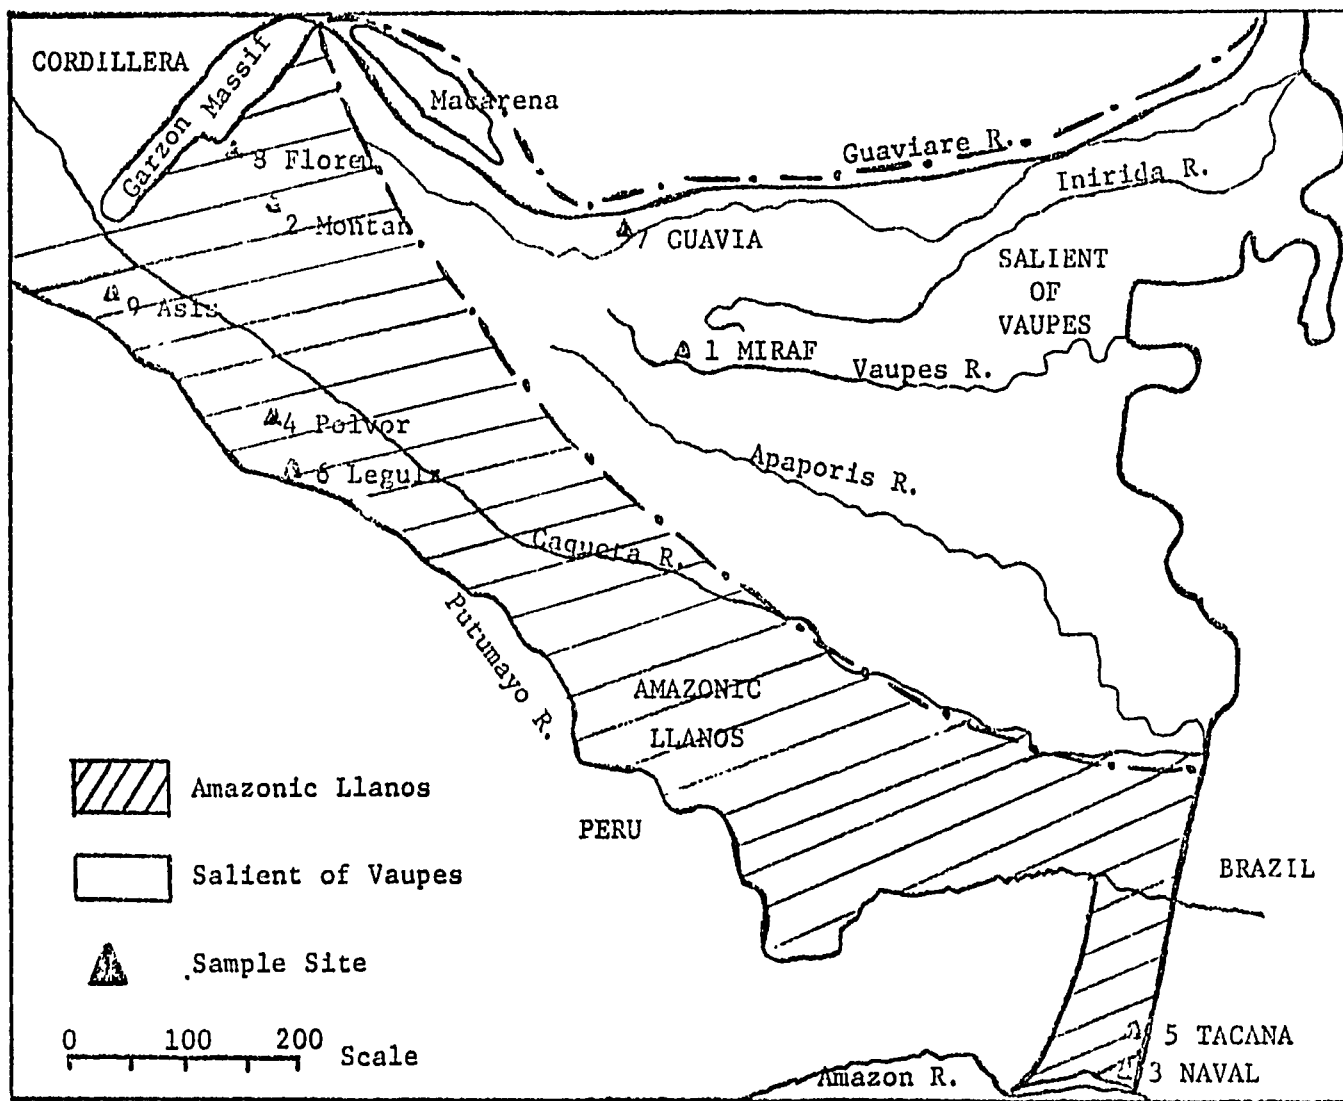 CORDILLERA
Garzon Massif
Macarena
Guaviare R.
Inirida R.
8 Floren
2 Montan
7 GUAVIA
SALIENT
OF
VAUPES
9 Asis
1 MIRAF
Vaupes R.
4 Polvor
6 Leguiz
Apaporis R.
Caqueta R.
Putumayo R.
AMAZONIC
LLANOS
PERU
BRAZIL
Amazonic Llanos
Salient of Vaupes
Sample Site
0 100 200 Scale
5 TACANA
3 NAVAL
Amazon R.